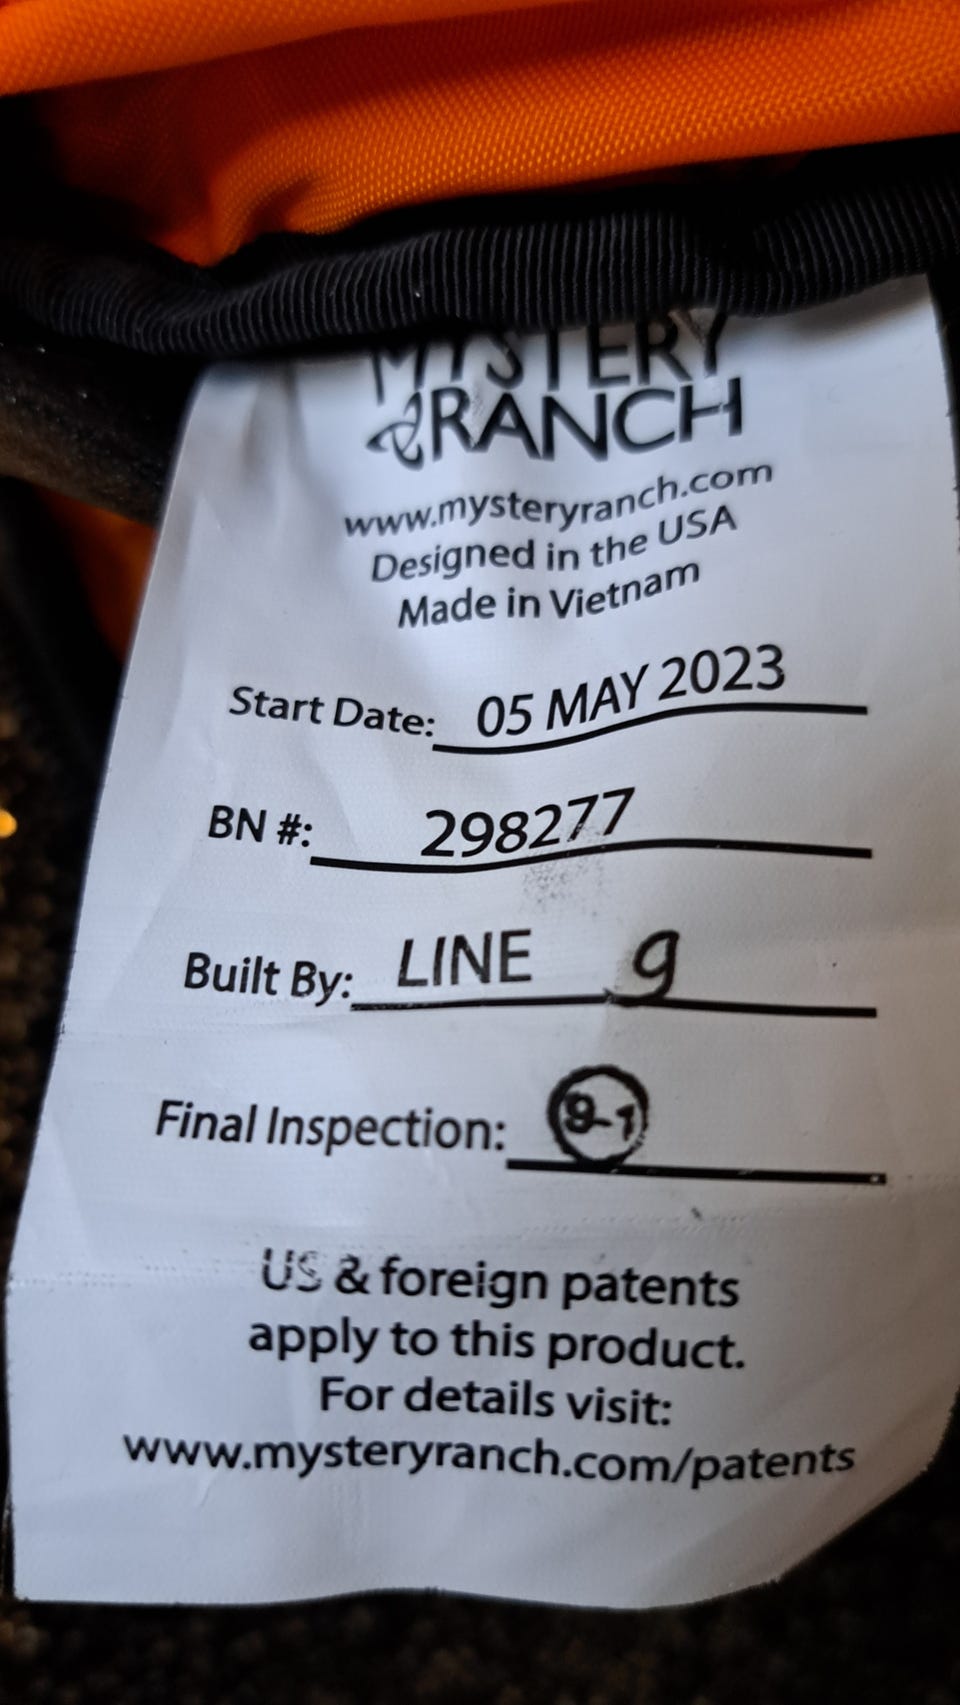 MYSTERY
RANCH
www.mysteryranch.com
Designed in the USA
Made in Vietnam
Start Date: 05 MAY 2023
BN #: 298277
Built By: LINE 9
Final Inspection: 9-1
US & foreign patents
apply to this product.
For details visit:
www.mysteryranch.com/patents